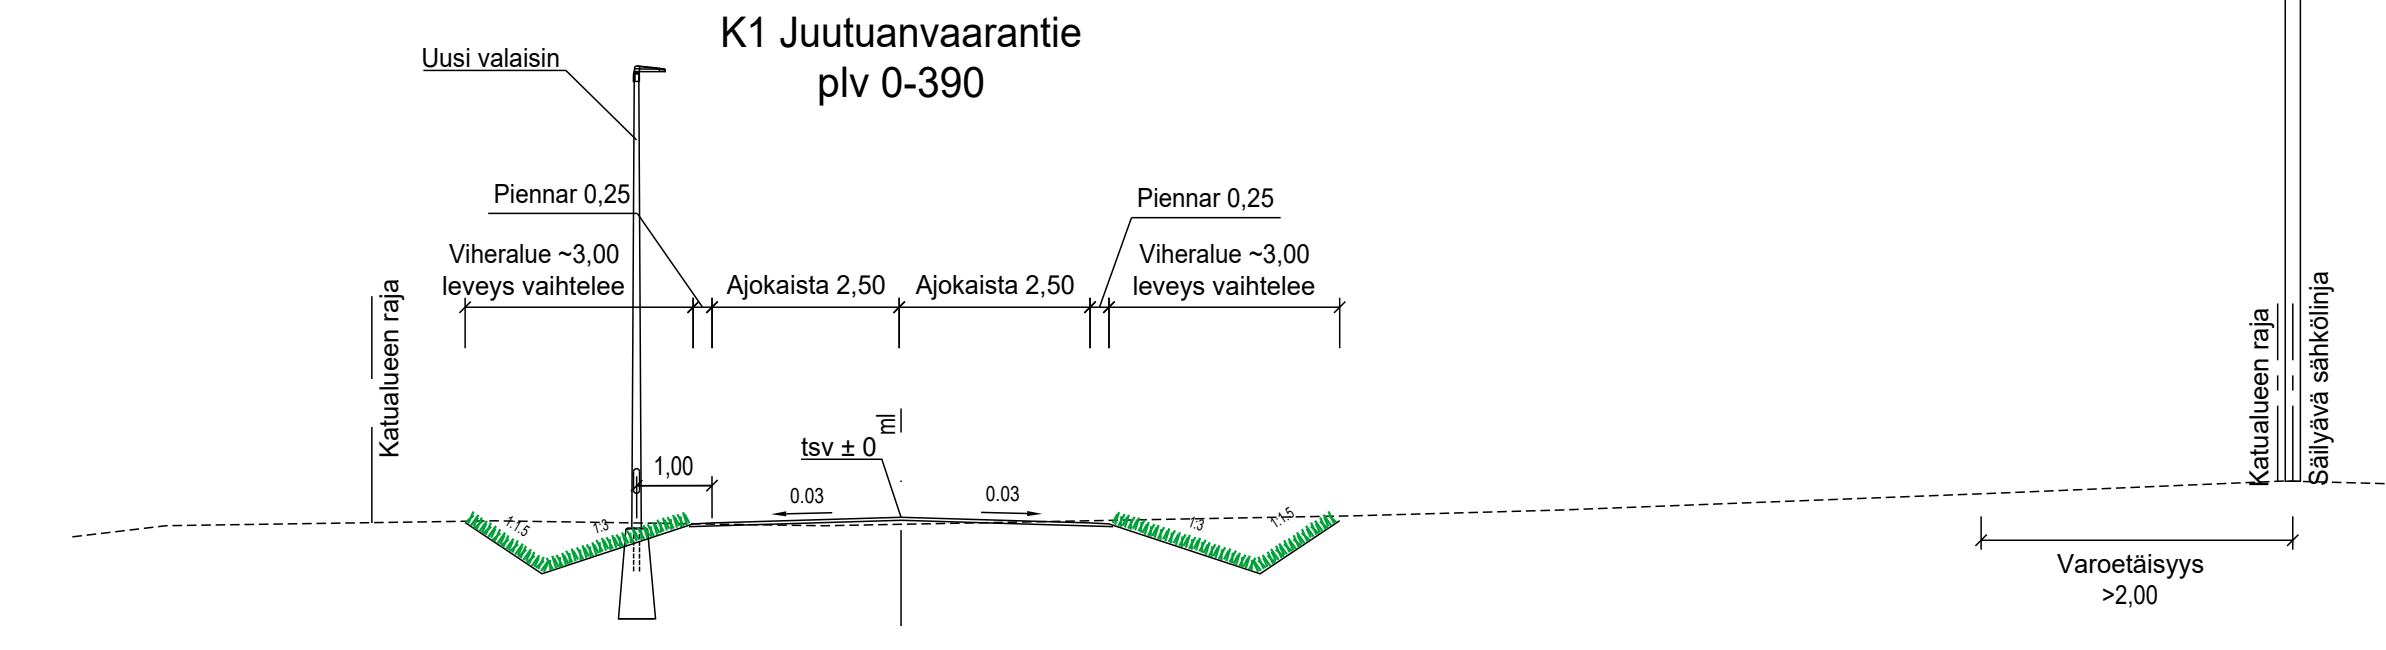 K1 Juutuanvaarantie
plv 0-390
Uusi valaisin
Piennar 0,25
Piennar 0,25
Viheralue ~3,00
leveys vaihtelee
Ajokaista 2,50
Ajokaista 2,50
Viheralue ~3,00
leveys vaihtelee
Katualueen raja
Katualueen raja
Säilyävä sähkölinja
ml
tsv ± 0
1,00
0.03
0.03
1:1.5
1:3
1:3
1:1.5
Varoetäisyys
>2,00